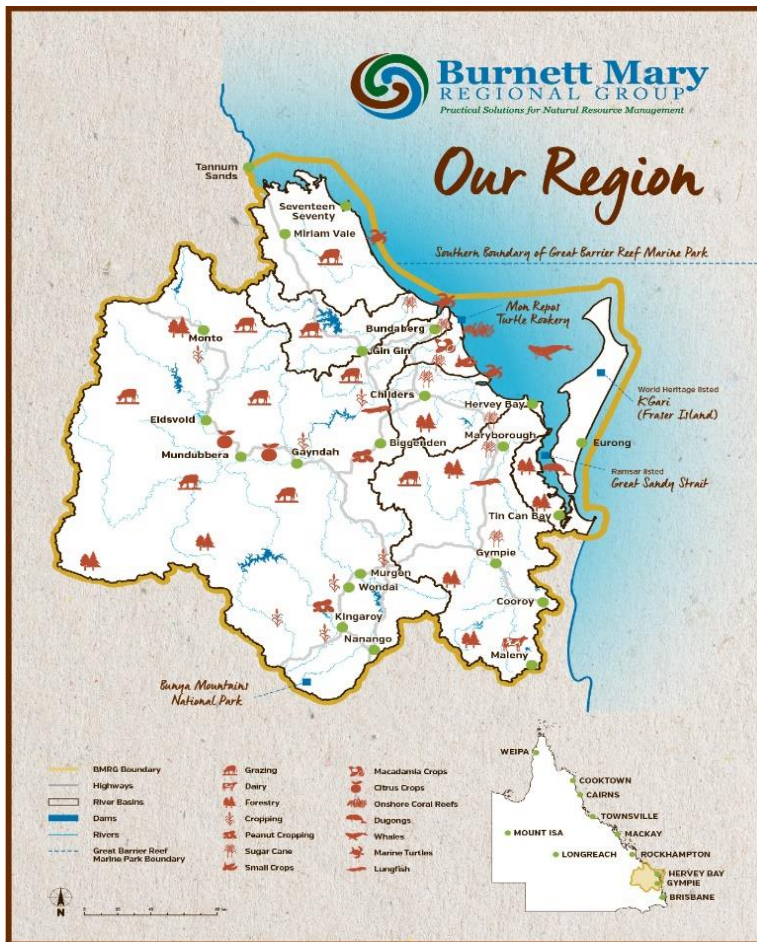 Burnett Mary
REGIONAL GROUP
Practical Solutions for Natural Resource Management
Our Region
Tannum
Sands
Seventeen
Seventy
Miriam Vale
Southern Boundary of Great Barrier Reef Marine Park
Mon Repos
Turtle Rookery
Bundaberg
Monto
Gin Gin
World Heritage listed
K'Gari
(Fraser Island)
Childers
Hervey Bay
Eidsvold
Maryborough
Eurong
Biggenden
Mundubbera
Gayndah
Ramsar listed
Great Sandy Strait
Tin Can Bay
Gympie
Murgon
Wondai
Cooroy
Kingaroy
Nanango
Maleny
Bunya Mountains
National Park
BMRG Boundary
Highways
River Basins
Dams
Rivers
Great Barrier Reef
Marine Park Boundary
Grazing
Dairy
Forestry
Cropping
Peanut Cropping
Sugar Cane
Small Crops
Macadamia Crops
Citrus Crops
Onshore Coral Reefs
Dugongs
Whales
Marine Turtles
Lungfish
WEIPA
COOKTOWN
CAIRNS
TOWNSVILLE
MOUNT ISA
MACKAY
LONGREACH
ROCKHAMPTON
HERVEY BAY
GYMPIE
BRISBANE
N